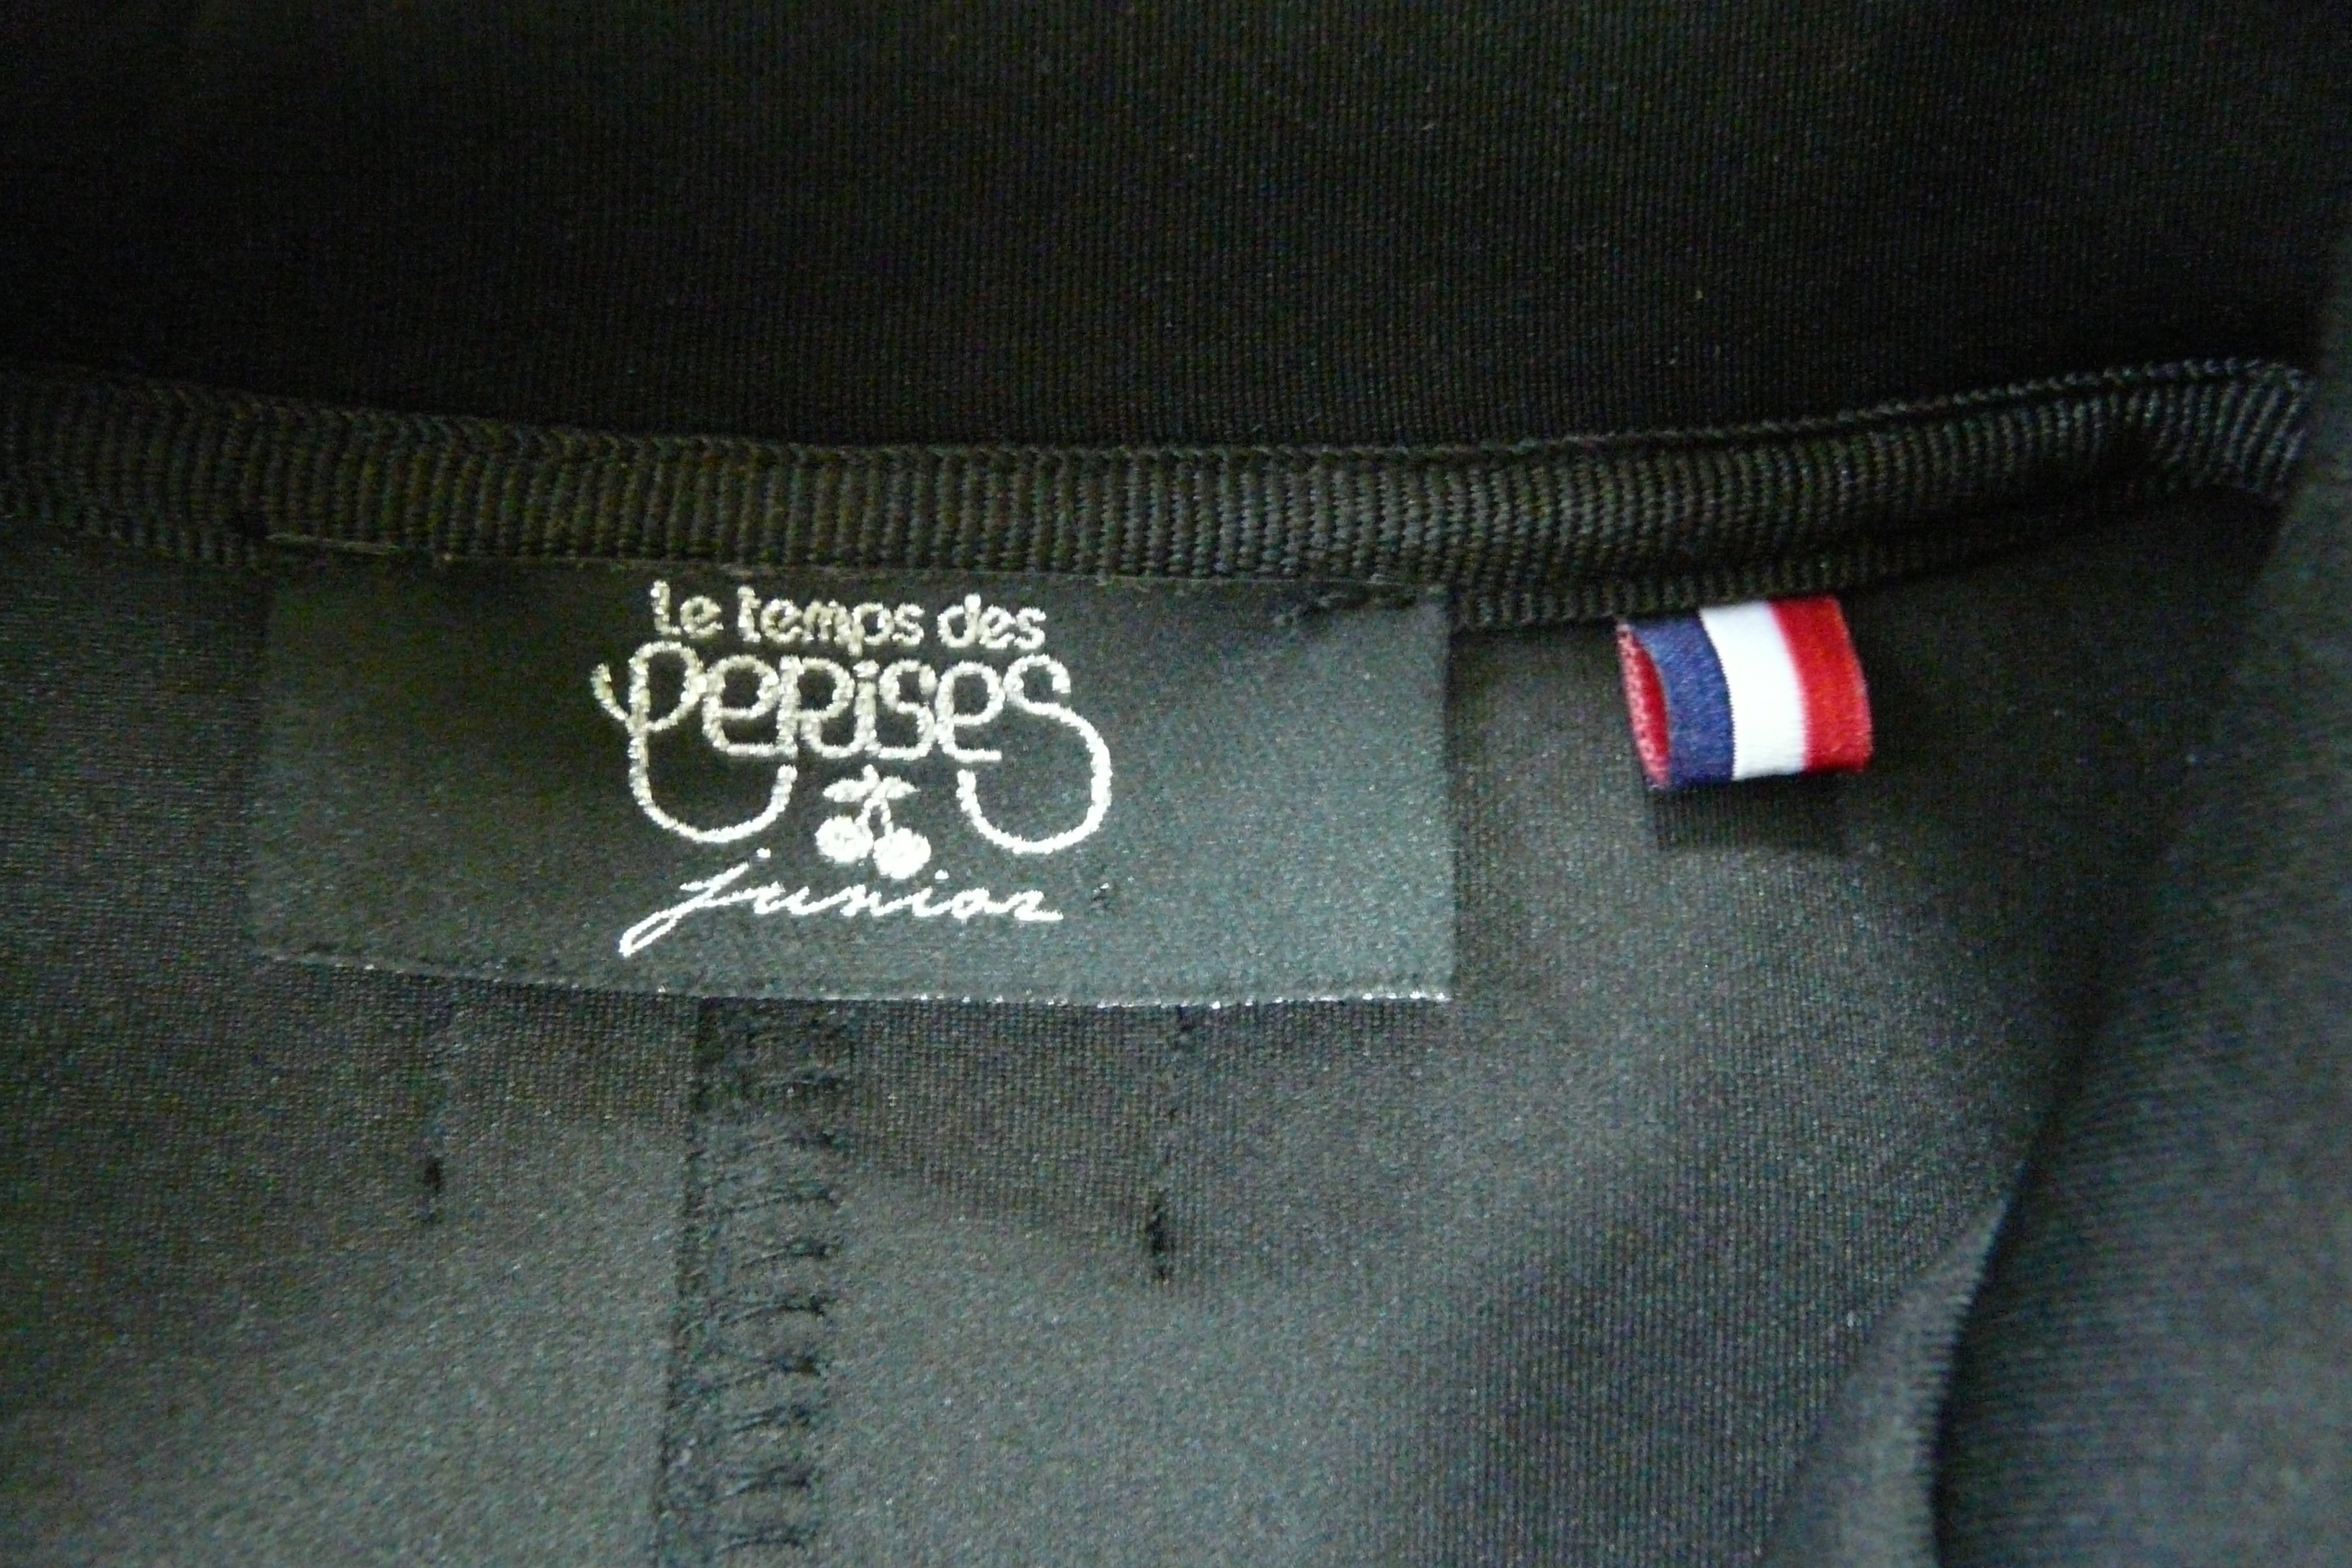 Le temps des
CeRiSeS
junior